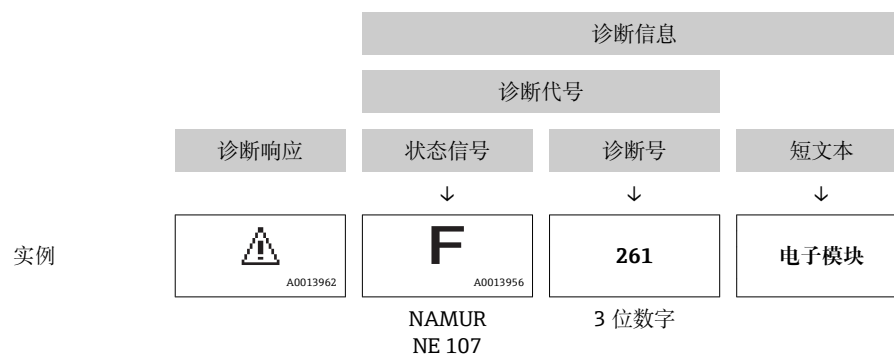 诊断信息
诊断代号
诊断响应 状态信号 诊断号 短文本
↓ ↓ ↓
实例 F 261 电子模块
A0013962 A0013956
NAMUR 3 位数字
NE 107